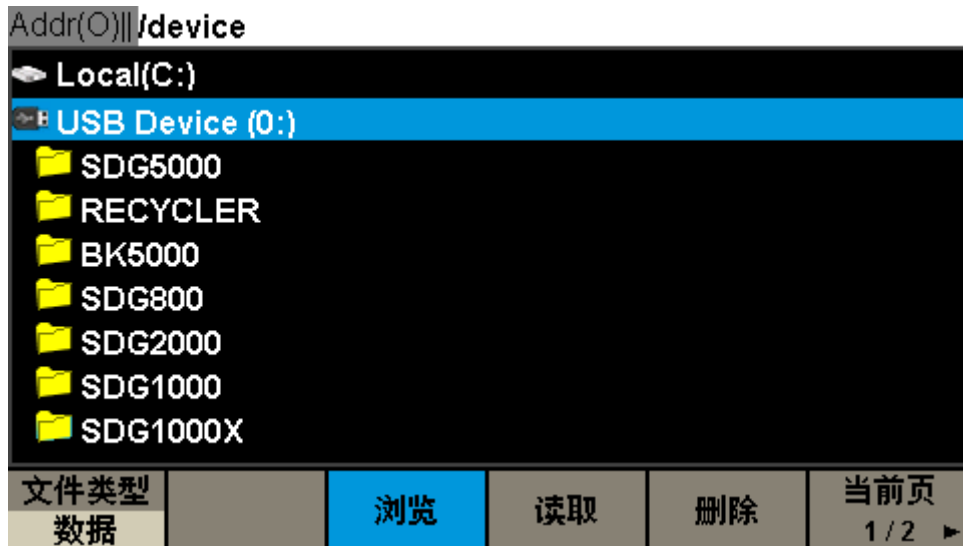 Addr(O)|| /device
Local(C:)
USB Device (0:)
SDG5000
RECYCLER
BK5000
SDG800
SDG2000
SDG1000
SDG1000X
文件类型
数据
浏览
读取
删除
当前页
1/2 ►